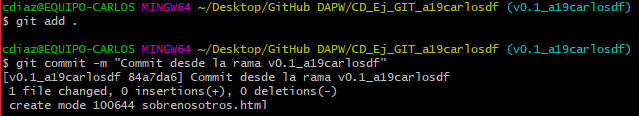 cdiaz@EQUIPO-CARLOS MINGW64 ~/Desktop/GitHub DAPW/CD_Ej_GIT_a19carlosdf (v0.1_a19carlosdf)
$ git add .
cdiaz@EQUIPO-CARLOS MINGW64 ~/Desktop/GitHub DAPW/CD_Ej_GIT_a19carlosdf (v0.1_a19carlosdf)
$ git commit -m "Commit desde la rama v0.1_a19carlosdf"
[v0.1_a19carlosdf 84a7da6] Commit desde la rama v0.1_a19carlosdf
1 file changed, 0 insertions(+), 0 deletions(-)
create mode 100644 sobrenosotros.html